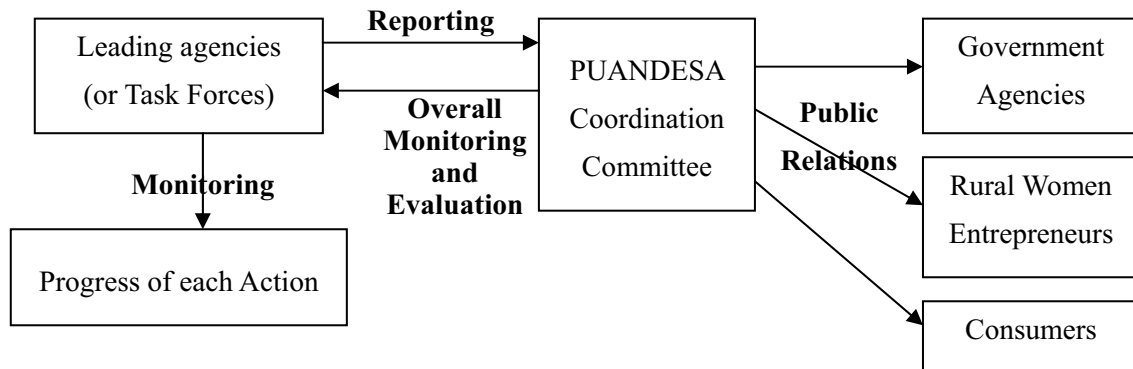 Leading agencies
(or Task Forces)
Reporting
Overall
Monitoring
and
Evaluation
Monitoring
Progress of each Action
PUANDESA
Coordination
Committee
Public
Relations
Government
Agencies
Rural Women
Entrepreneurs
Consumers